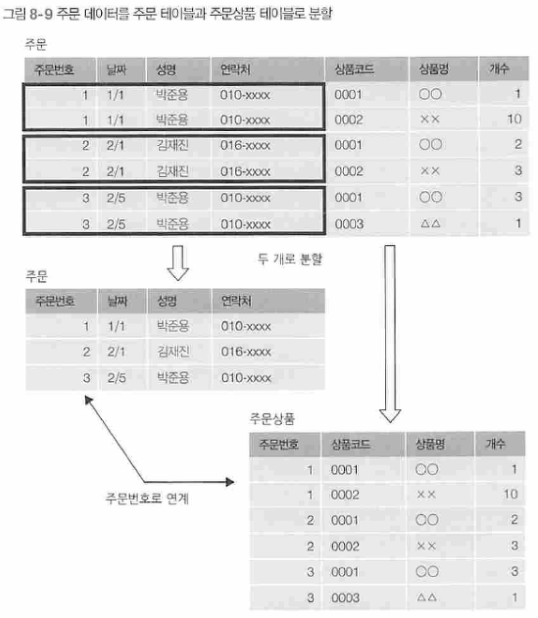 그림 8-9 주문 데이터를 주문 테이블과 주문상품 테이블로 분할
주문
주문번호 날짜 성명 연락처 상품코드 상품명 개수
1 1/1 박준용 010-xxxx 0001 ○○ 1
1 1/1 박준용 010-xxxx 0002 ×× 10
2 2/1 김재진 016-xxxx 0001 ○○ 2
2 2/1 김재진 016-xxxx 0002 ×× 3
3 2/5 박준용 010-xxxx 0001 ○○ 3
3 2/5 박준용 010-xxxx 0003 △△ 1
두 개로 분할
주문
주문번호 날짜 성명 연락처
1 1/1 박준용 010-xxxx
2 2/1 김재진 016-xxxx
3 2/5 박준용 010-xxxx
주문상품
주문번호 상품코드 상품명 개수
1 0001 ○○ 1
1 0002 ×× 10
2 0001 ○○ 2
2 0002 ×× 3
3 0001 ○○ 3
3 0003 △△ 1
주문번호로 연계